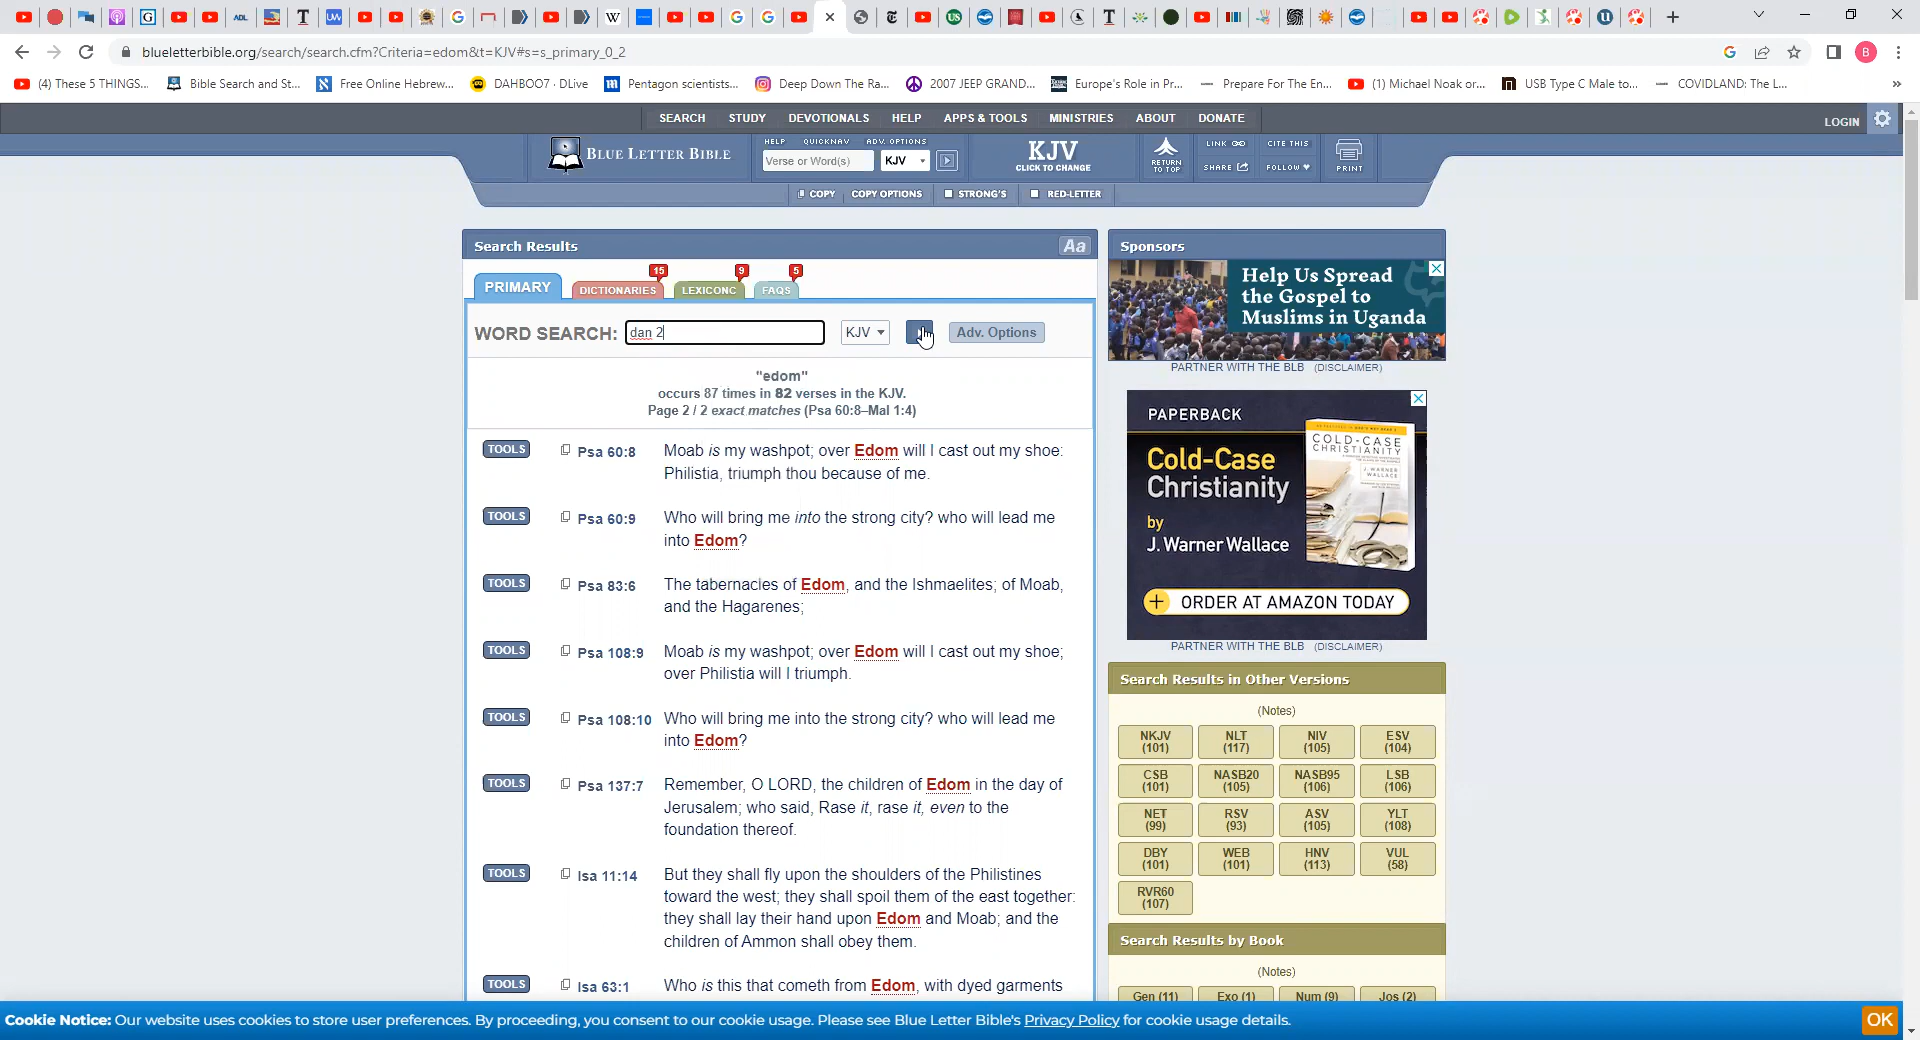 ADL
T
UW
G
W
US
T
blueletterbible.org/search/search.cfm?Criteria=edom&t=KJV#s=s_primary_0_2
B
(4) These 5 THINGS...
Bible Search and St...
Free Online Hebrew...
DAHBOO7 · DLive
Pentagon scientists...
Deep Down The Ra...
2007 JEEP GRAND...
Europe's Role in Pr...
Prepare For The En...
(1) Michael Noak or...
USB Type C Male to...
COVIDLAND: The L...
SEARCH STUDY DEVOTIONALS HELP APPS & TOOLS MINISTRIES ABOUT DONATE
LOGIN
BLUE LETTER BIBLE
HELP QUICKNAV ADV. OPTIONS
Verse or Word(s) KJV
KJV
CLICK TO CHANGE
RETURN TO TOP
LINK
CITE THIS
SHARE
FOLLOW
PRINT
COPY COPY OPTIONS STRONG'S RED-LETTER
Search Results Aa
PRIMARY
DICTIONARIES 15
LEXICONC 9
FAQS 5
WORD SEARCH: dan 2 KJV Adv. Options
"edom"
occurs 87 times in 82 verses in the KJV.
Page 2 / 2 exact matches (Psa 60:8–Mal 1:4)
TOOLS Psa 60:8 Moab is my washpot; over Edom will I cast out my shoe:
Philistia, triumph thou because of me.
TOOLS Psa 60:9 Who will bring me into the strong city? who will lead me
into Edom?
TOOLS Psa 83:6 The tabernacles of Edom, and the Ishmaelites; of Moab,
and the Hagarenes;
TOOLS Psa 108:9 Moab is my washpot; over Edom will I cast out my shoe;
over Philistia will I triumph.
TOOLS Psa 108:10 Who will bring me into the strong city? who will lead me
into Edom?
TOOLS Psa 137:7 Remember, O LORD, the children of Edom in the day of
Jerusalem; who said, Rase it, rase it, even to the
foundation thereof.
TOOLS Isa 11:14 But they shall fly upon the shoulders of the Philistines
toward the west; they shall spoil them of the east together:
they shall lay their hand upon Edom and Moab; and the
children of Ammon shall obey them.
TOOLS Isa 63:1 Who is this that cometh from Edom, with dyed garments
Sponsors
Help Us Spread
the Gospel to
Muslims in Uganda
PARTNER WITH THE BLB (DISCLAIMER)
PAPERBACK
Cold-Case
Christianity
by
J. Warner Wallace
COLD-CASE
CHRISTIANITY
J. WARNER WALLACE
ORDER AT AMAZON TODAY
PARTNER WITH THE BLB (DISCLAIMER)
Search Results in Other Versions
(Notes)
NKJV (101) NLT (117) NIV (105) ESV (104)
CSB (101) NASB20 (105) NASB95 (106) LSB (106)
NET (99) RSV (93) ASV (105) YLT (108)
DBY (101) WEB (101) HNV (113) VUL (58)
RVR60 (107)
Search Results by Book
(Notes)
Gen (11) Exo (1) Num (9) Jos (2)
Cookie Notice: Our website uses cookies to store user preferences. By proceeding, you consent to our cookie usage. Please see Blue Letter Bible's Privacy Policy for cookie usage details.
OK